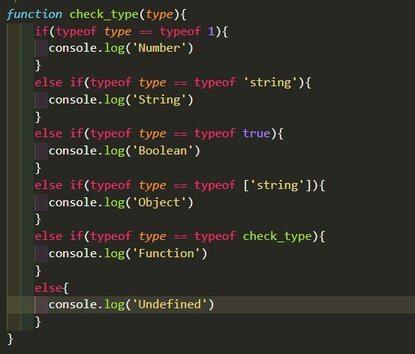 function check_type(type){
    if(typeof type == typeof 1){
      console.log('Number')
    }
    else if(typeof type == typeof 'string'){
      console.log('String')
    }
    else if(typeof type == typeof true){
      console.log('Boolean')
    }
    else if(typeof type == typeof ['string']){
      console.log('Object')
    }
    else if(typeof type == typeof check_type){
      console.log('Function')
    }
    else{
      console.log('Undefined')
    }
}